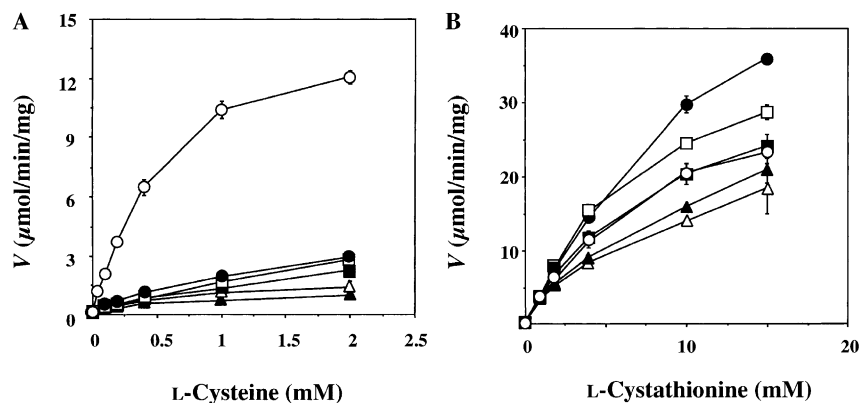 A
15
12
9
6
3
0
V (µmol/min/mg)
0 0.5 1 1.5 2 2.5
L-Cysteine (mM)
B
40
30
20
10
V (µmol/min/mg)
0 10 20
L-Cystathionine (mM)